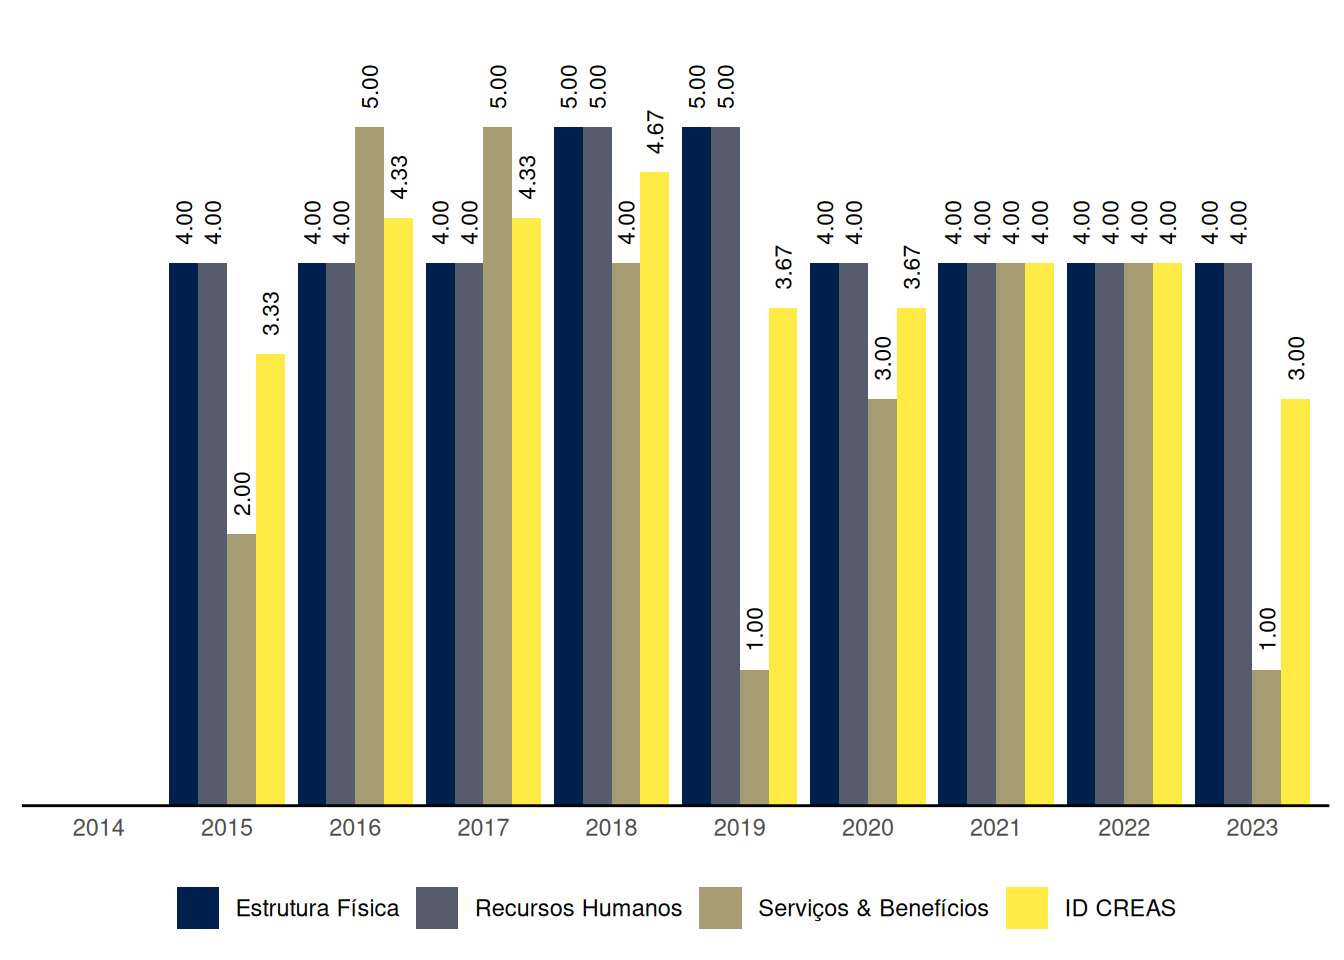 4.00 4.00 2.00 3.33
4.00 4.00 5.00 4.33
4.00 4.00 5.00 4.33
5.00 5.00 4.00 4.67
5.00 5.00 1.00 3.67
4.00 4.00 3.00 3.67
4.00 4.00 4.00 4.00
4.00 4.00 4.00 4.00
4.00 4.00 1.00 3.00
2014 2015 2016 2017 2018 2019 2020 2021 2022 2023
Estrutura Física Recursos Humanos Serviços & Benefícios ID CREAS